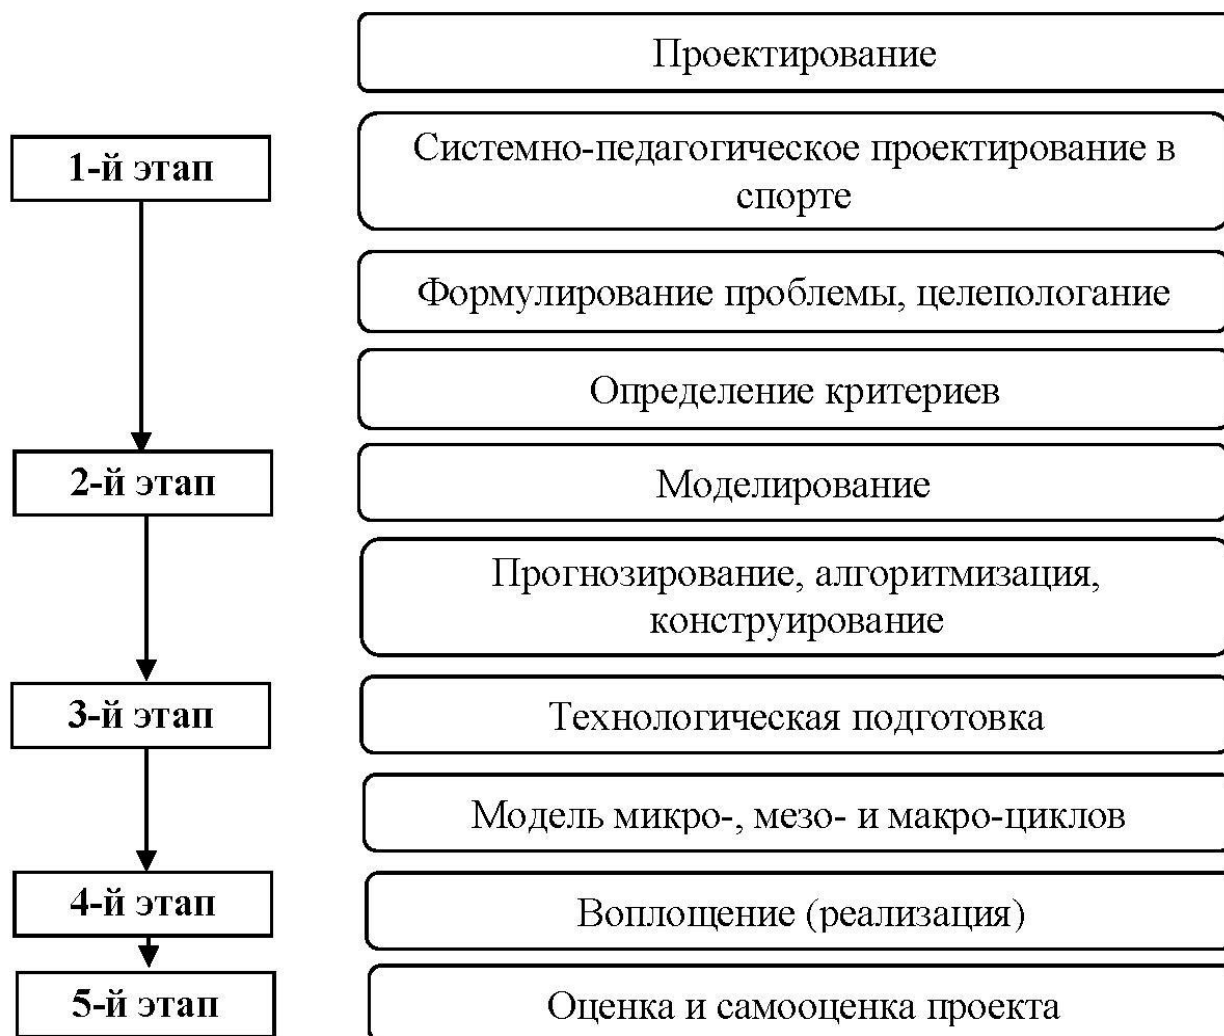 Проектирование
1-й этап
Системно-педагогическое проектирование в
спорте
Формулирование проблемы, целепологание
Определение критериев
2-й этап
Моделирование
Прогнозирование, алгоритмизация,
конструирование
3-й этап
Технологическая подготовка
Модель микро-, мезо- и макро-циклов
4-й этап
Воплощение (реализация)
5-й этап
Оценка и самооценка проекта